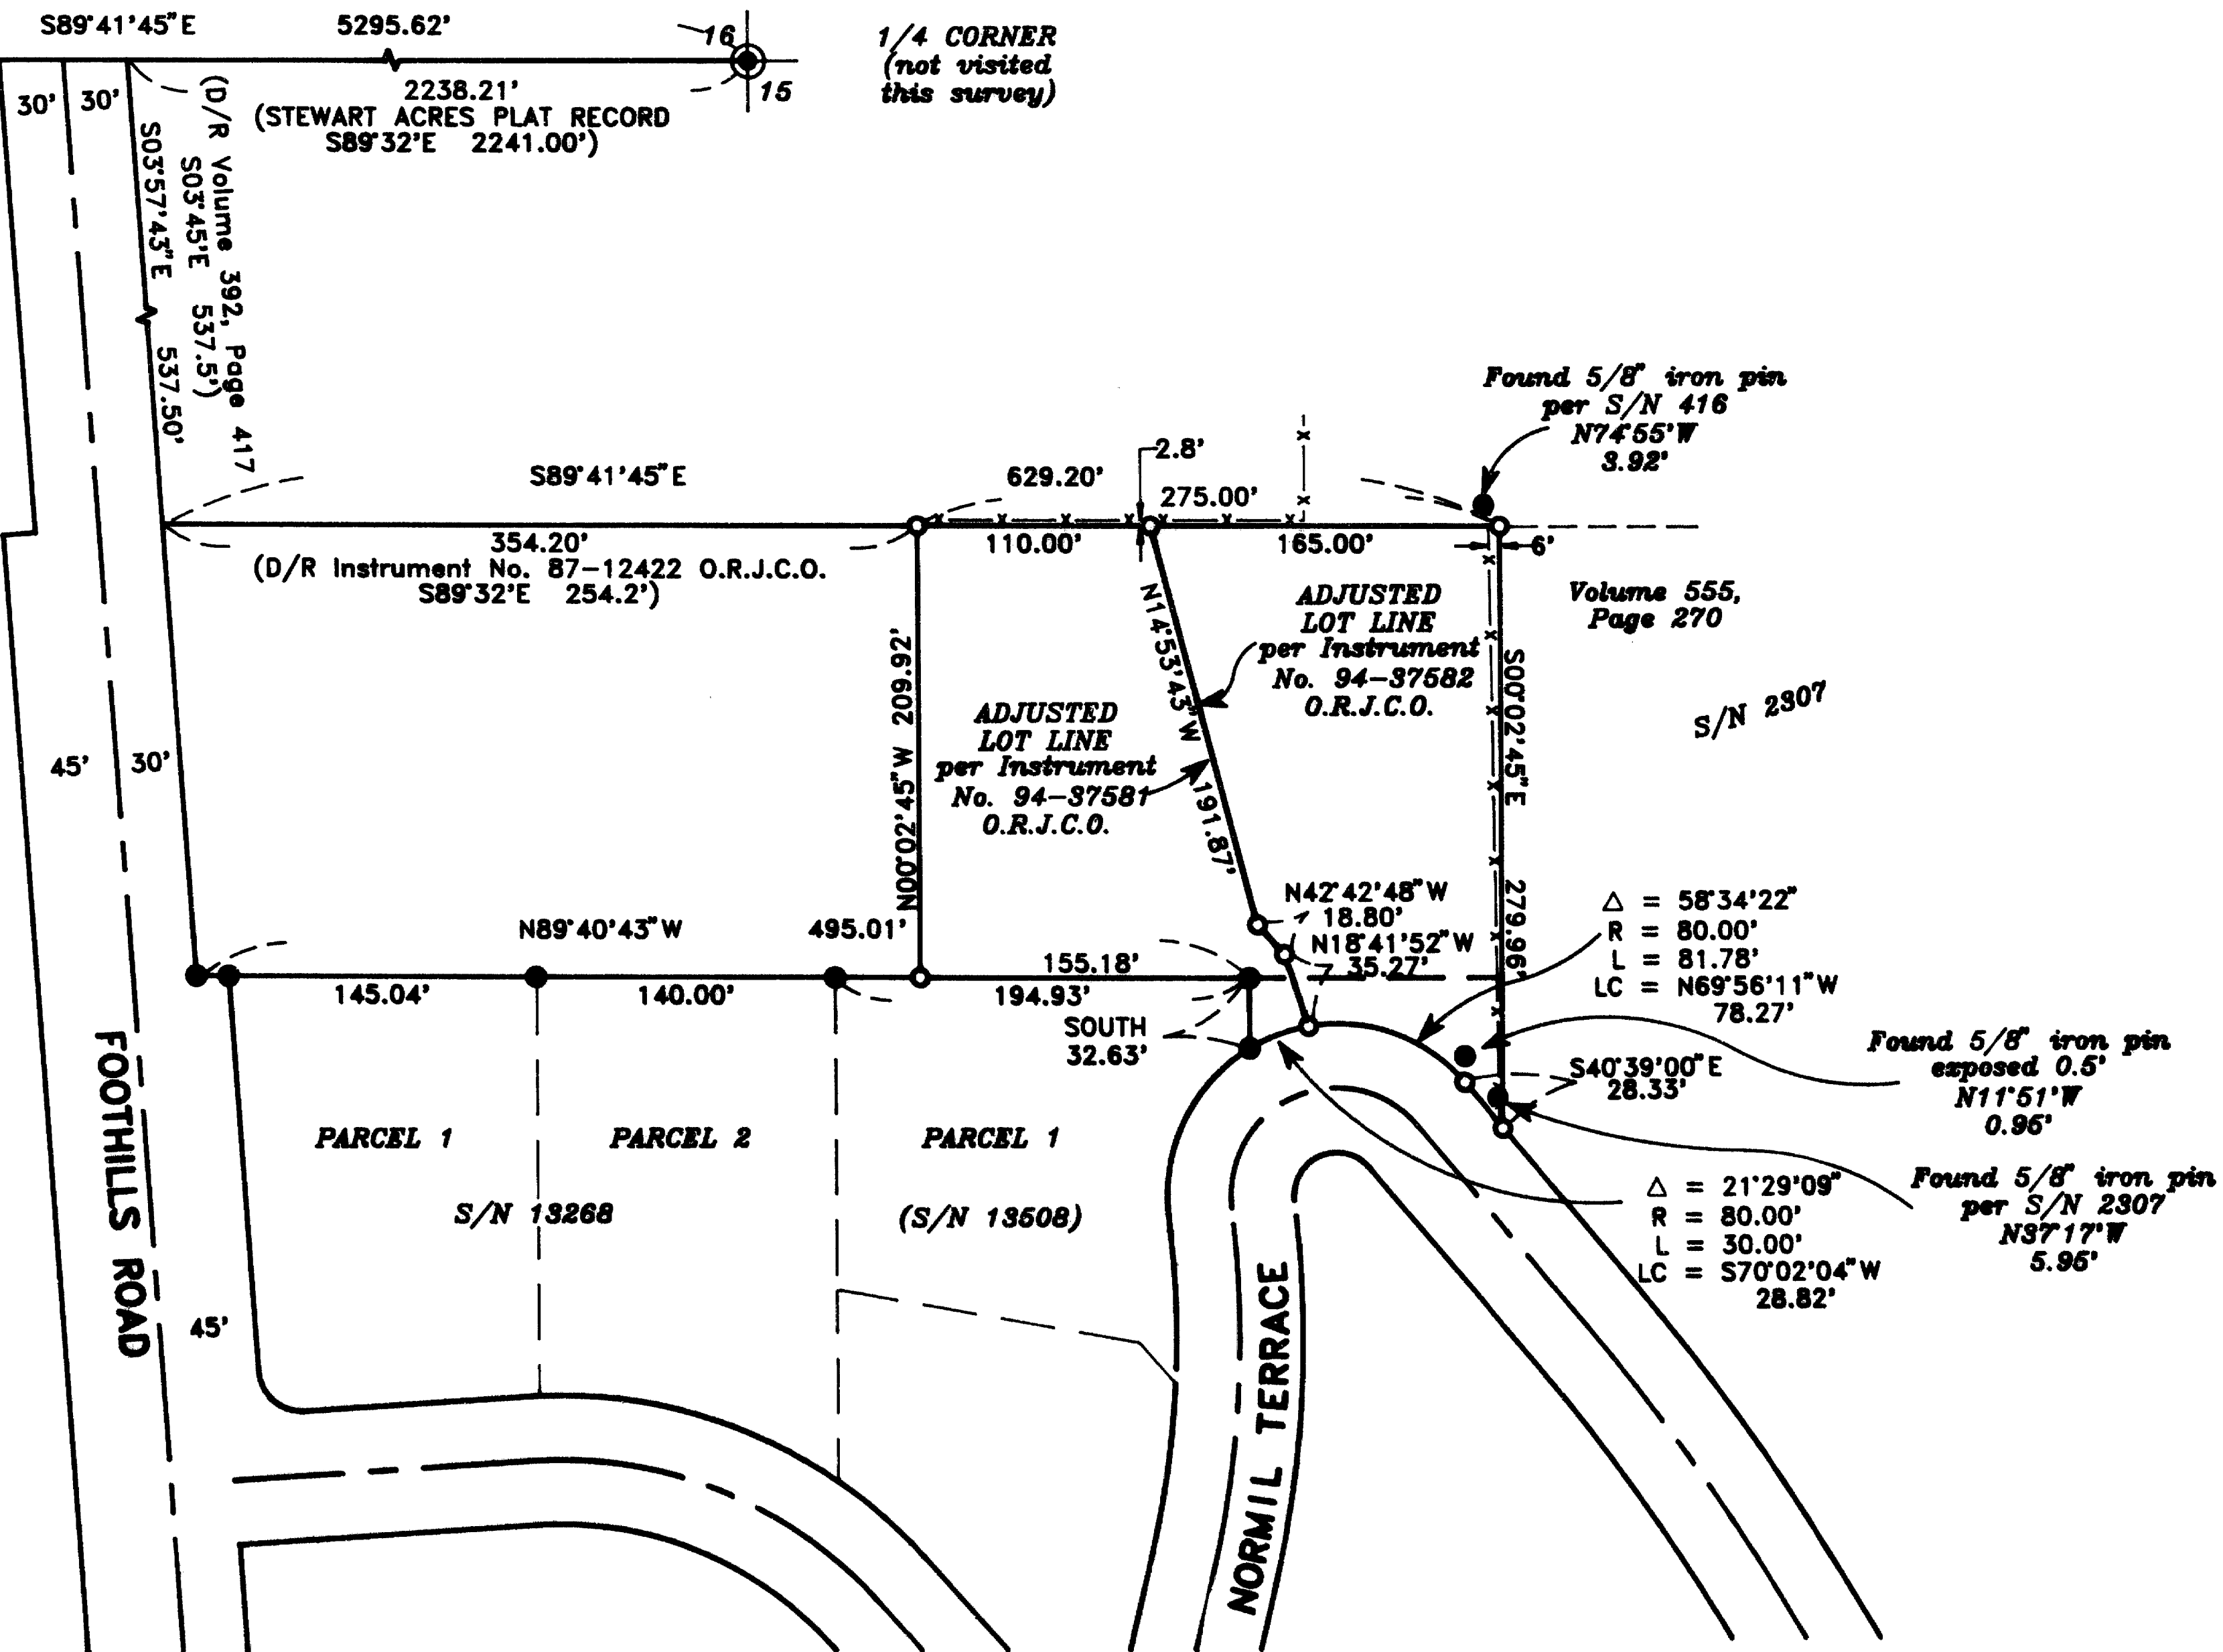 S89°41'45"E 5295.62'
16
15
1/4 CORNER
(not visited
this survey)
2238.21'
(STEWART ACRES PLAT RECORD
S89°32'E 2241.00')
30' 30'
(D/R Volume 392, Page 417
S03°45'E 537.5')
S03°57'43"E 537.50'
Found 5/8" iron pin
per S/N 416
N74°55'W
3.92'
S89°41'45"E 629.20'
2.8'
275.00'
354.20'
110.00'
165.00'
6'
(D/R Instrument No. 87-12422 O.R.J.C.O.
S89°32'E 254.2')
Volume 555,
Page 270
S/N 2307
ADJUSTED
LOT LINE
per Instrument
No. 94-37582
O.R.J.C.O.
ADJUSTED
LOT LINE
per Instrument
No. 94-37581
O.R.J.C.O.
N14°53'43"W 191.87'
N00°02'45"W 209.92'
S00°02'45"E 279.96'
45' 30'
N89°40'43"W 495.01'
N42°42'48"W
18.80'
N18°41'52"W
35.27'
155.18'
145.04'
140.00'
194.93'
SOUTH
32.63'
Δ = 58°34'22"
R = 80.00'
L = 81.78'
LC = N69°56'11"W
78.27'
S40°39'00"E
28.33'
Found 5/8" iron pin
exposed 0.5'
N11°51'W
0.95'
Found 5/8" iron pin
per S/N 2307
N37°17'W
5.95'
Δ = 21°29'09"
R = 80.00'
L = 30.00'
LC = S70°02'04"W
28.82'
PARCEL 1
PARCEL 2
PARCEL 1
S/N 13268
(S/N 13508)
45'
FOOTHILLS ROAD
NORMIL TERRACE